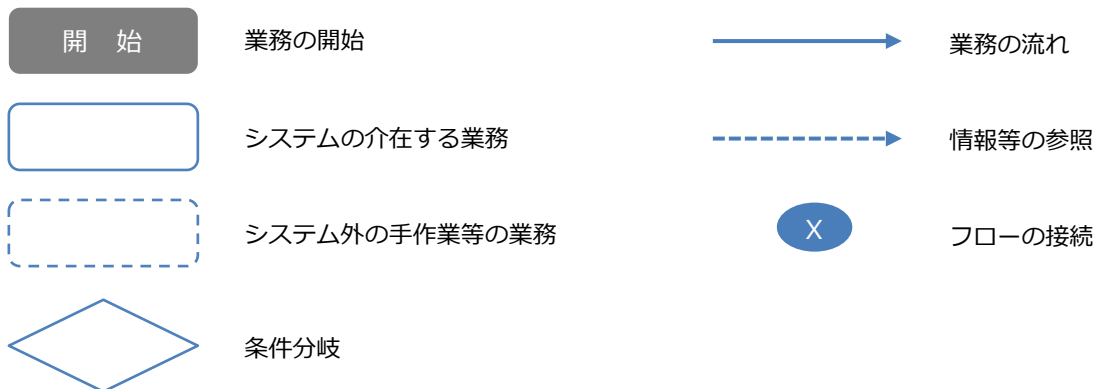 開　始
業務の開始
業務の流れ
システムの介在する業務
情報等の参照
システム外の手作業等の業務
X
フローの接続
条件分岐